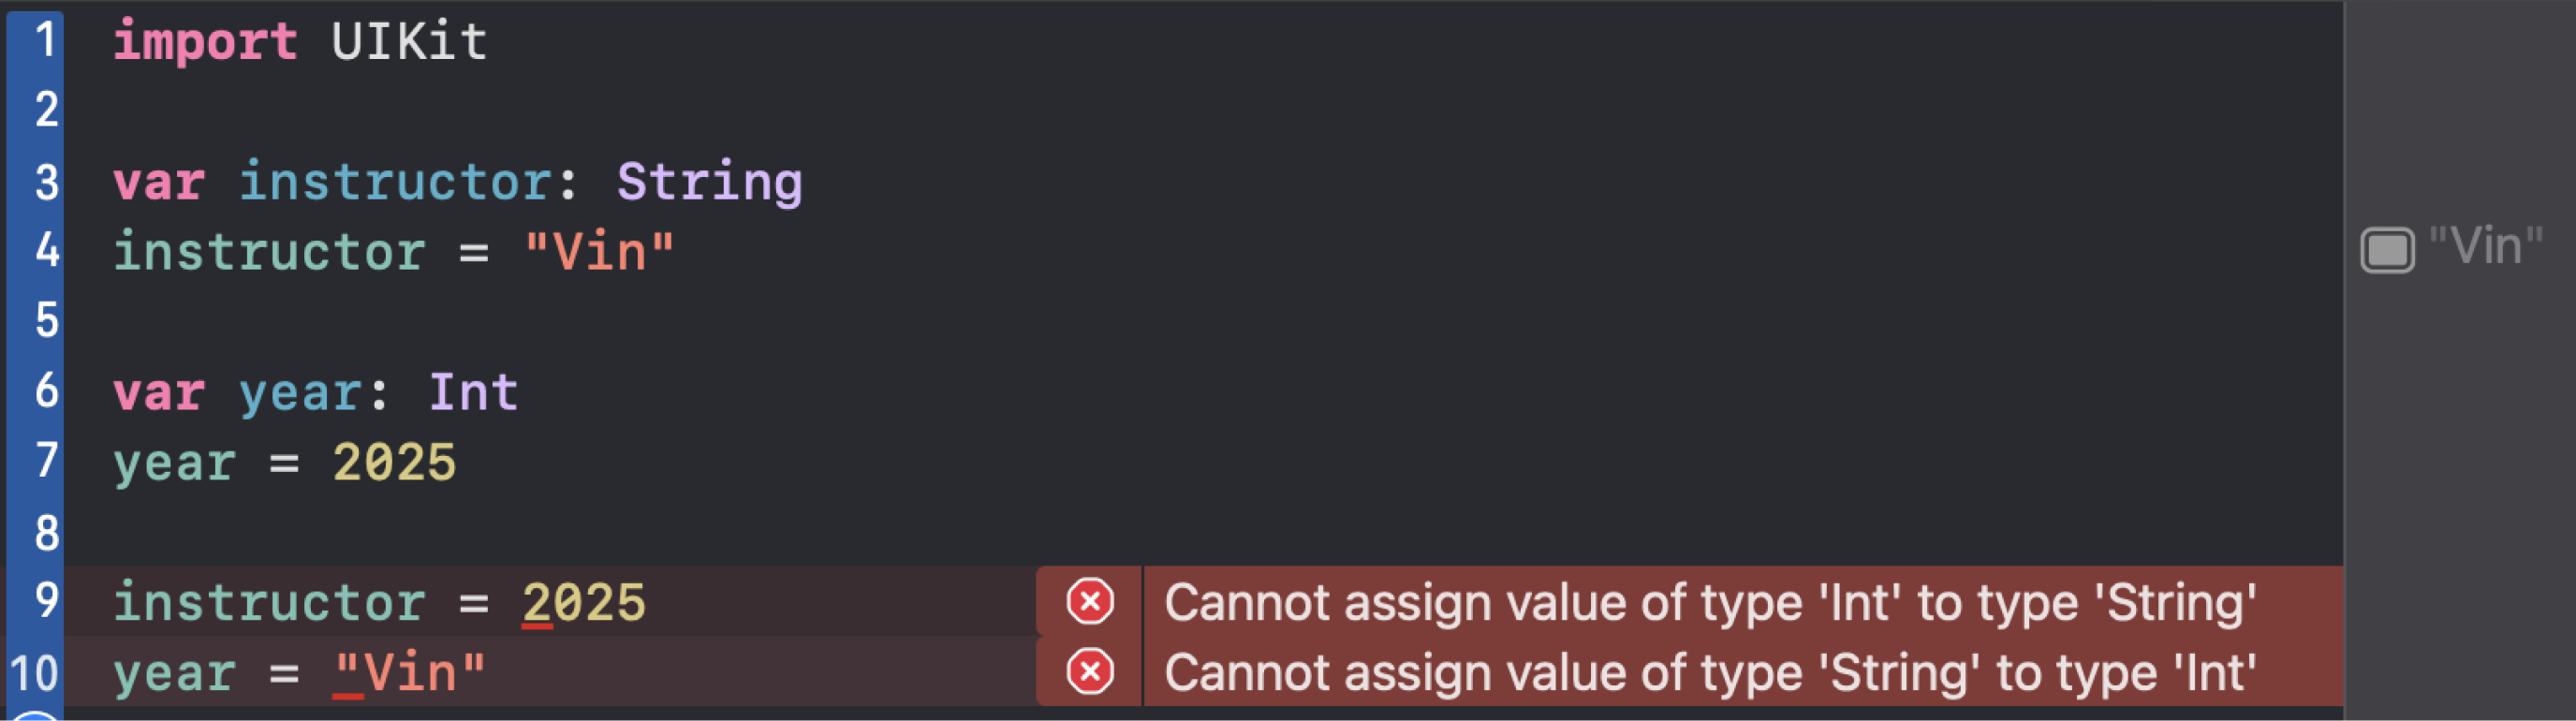 1 import UIKit
2
3 var instructor: String
4 instructor = "Vin" "Vin"
5
6 var year: Int
7 year = 2025
8
9 instructor = 2025 Cannot assign value of type 'Int' to type 'String'
10 year = "Vin" Cannot assign value of type 'String' to type 'Int'